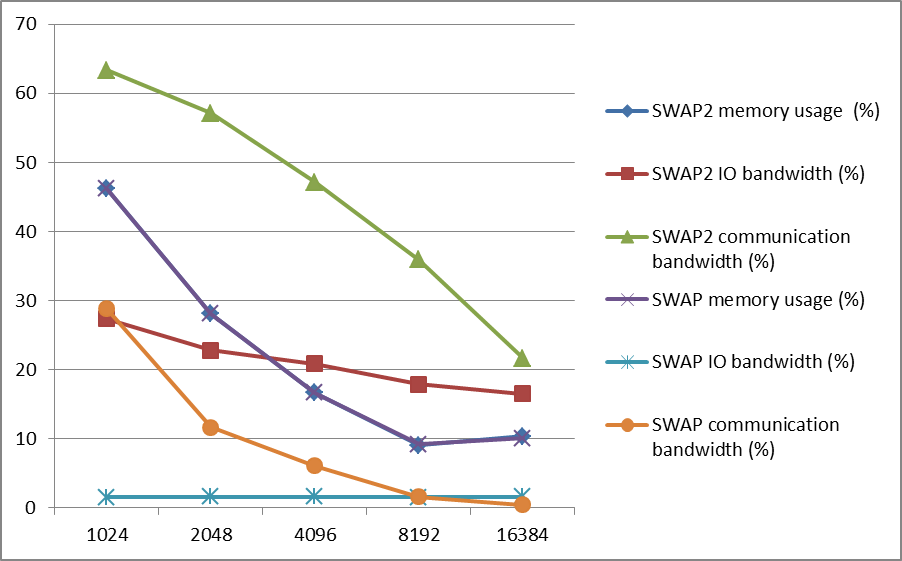 70
60
50
40
30
20
10
0
1024 2048 4096 8192 16384
SWAP2 memory usage  (%)
SWAP2 IO bandwidth (%)
SWAP2 communication
bandwidth (%)
SWAP memory usage (%)
SWAP IO bandwidth (%)
SWAP communication
bandwidth (%)